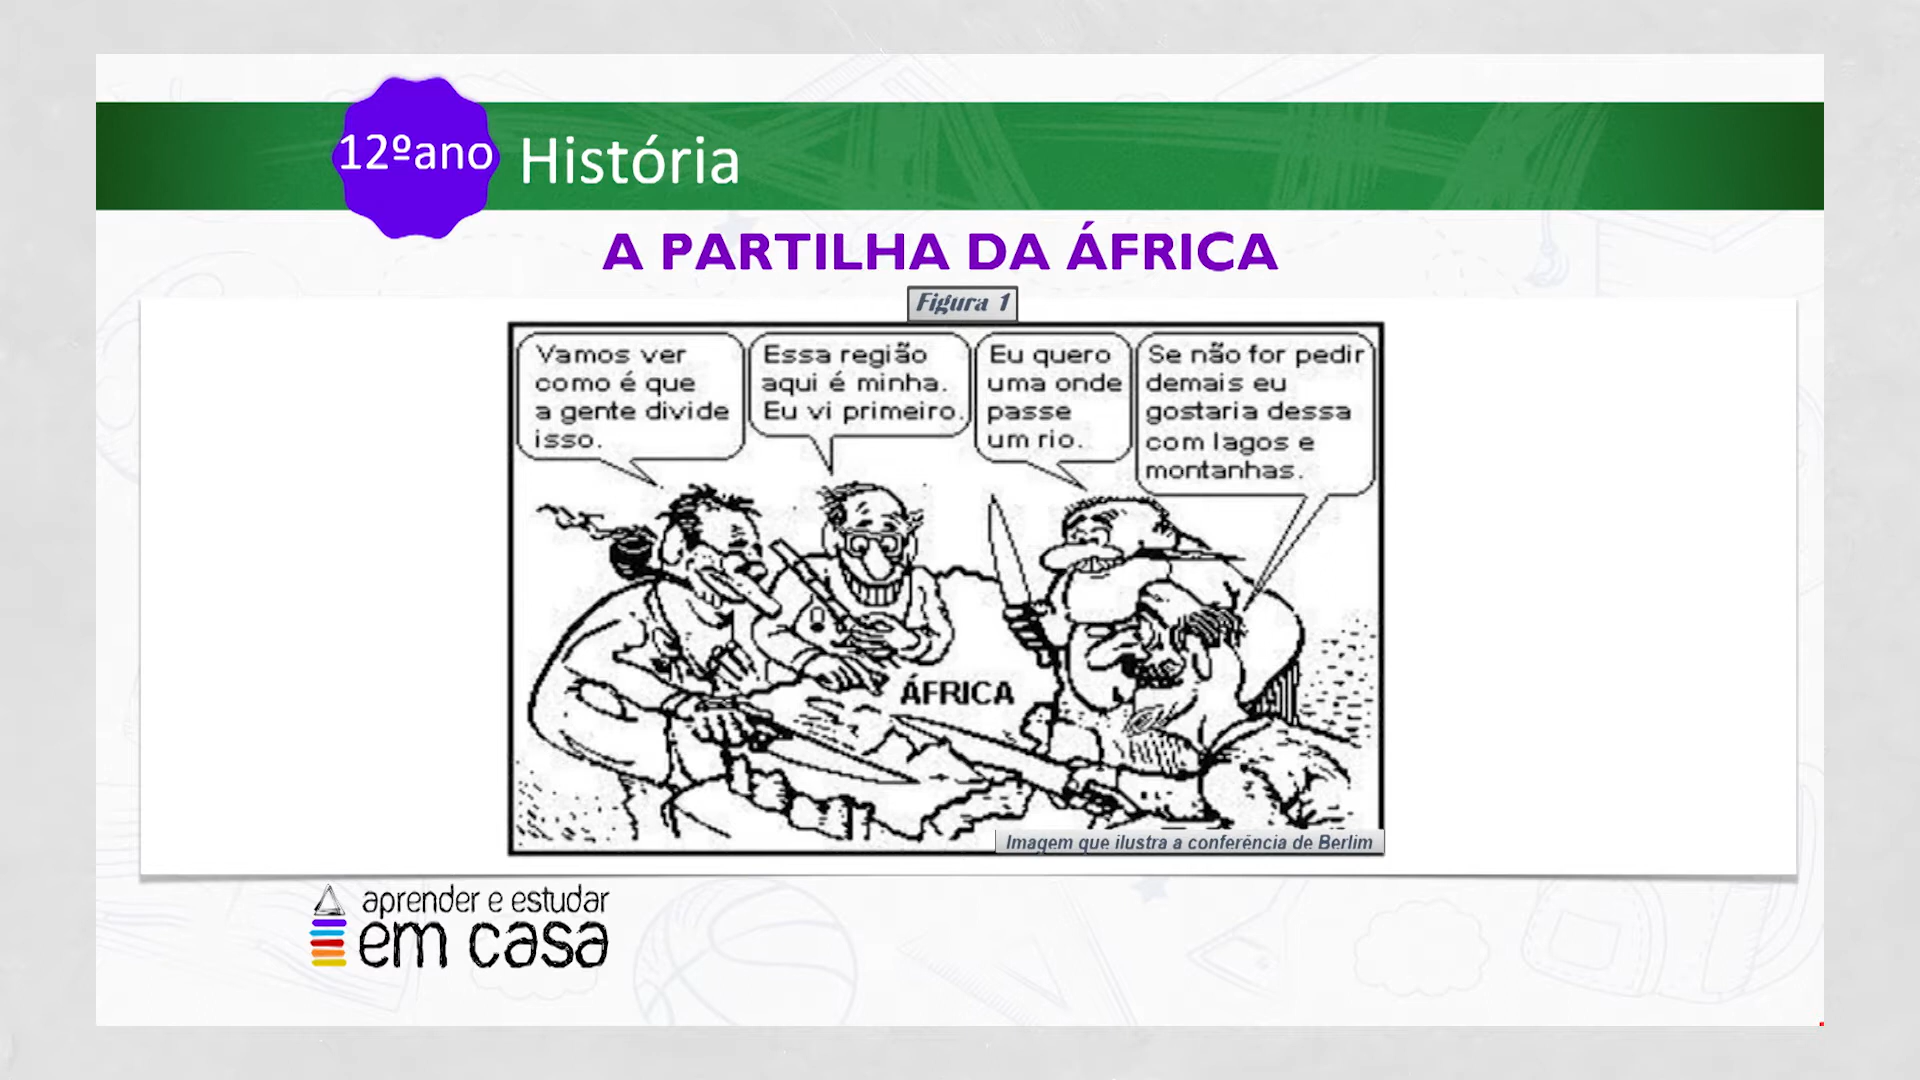 12ºano
História
A PARTILHA DA ÁFRICA
Figura 1
Vamos ver
como é que
a gente divide
isso.
Essa região
aqui é minha.
Eu vi primeiro.
Eu quero
uma onde
passe
um rio.
Se não for pedir
demais eu
gostaria dessa
com lagos e
montanhas.
ÁFRICA
Imagem que ilustra a conferência de Berlim
aprender e estudar
em casa